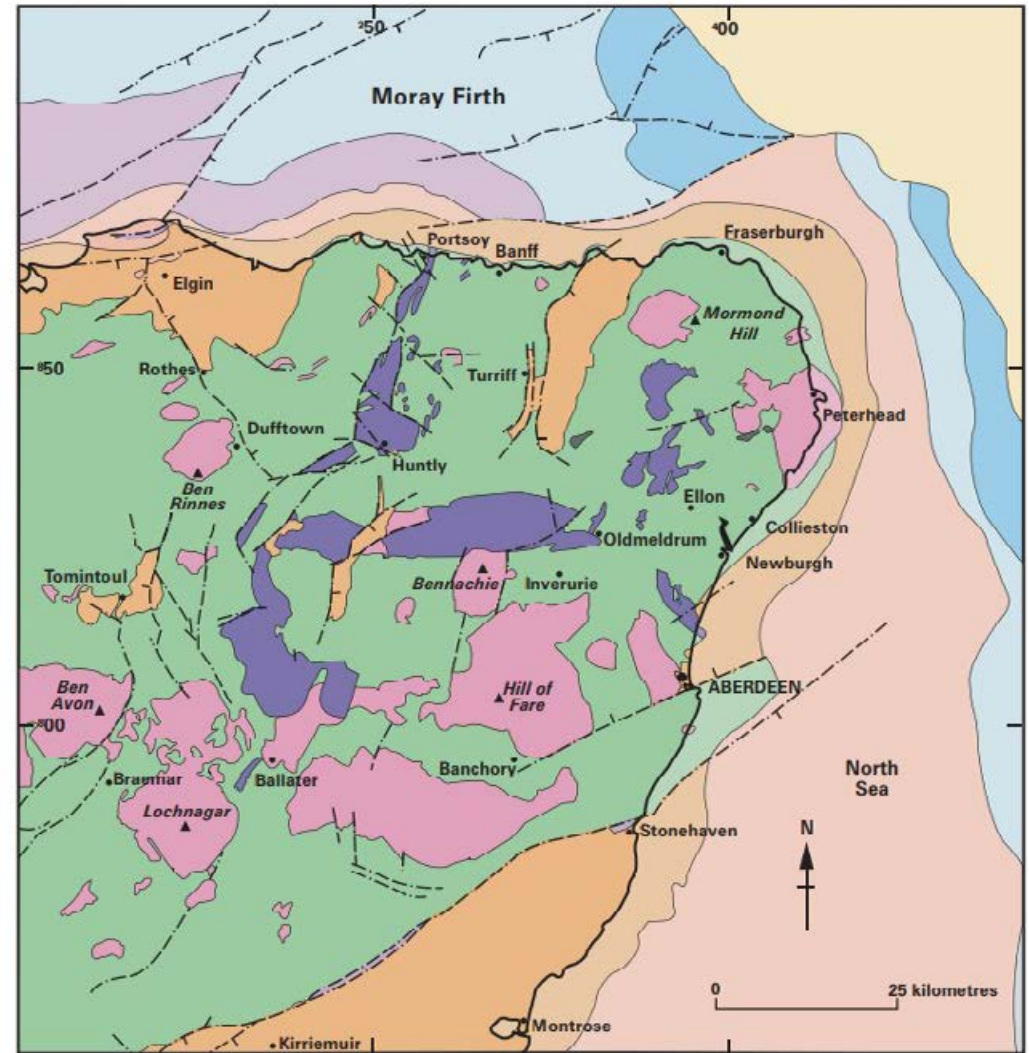 350
400
Moray Firth
Portsoy
Banff
Fraserburgh
Elgin
Mormond
Hill
850
Rothes
Turriff
Peterhead
Dufftown
Huntly
Ben
Rinnes
Ellon
Collieston
Oldmeldrum
Newburgh
Tomintoul
Bennachie
Inverurie
Ben
Avon
Hill of
Fare
ABERDEEN
800
Braemar
Ballater
Banchory
North
Sea
Lochnagar
Stonehaven
N
0
25 kilometres
Montrose
Kirriemuir